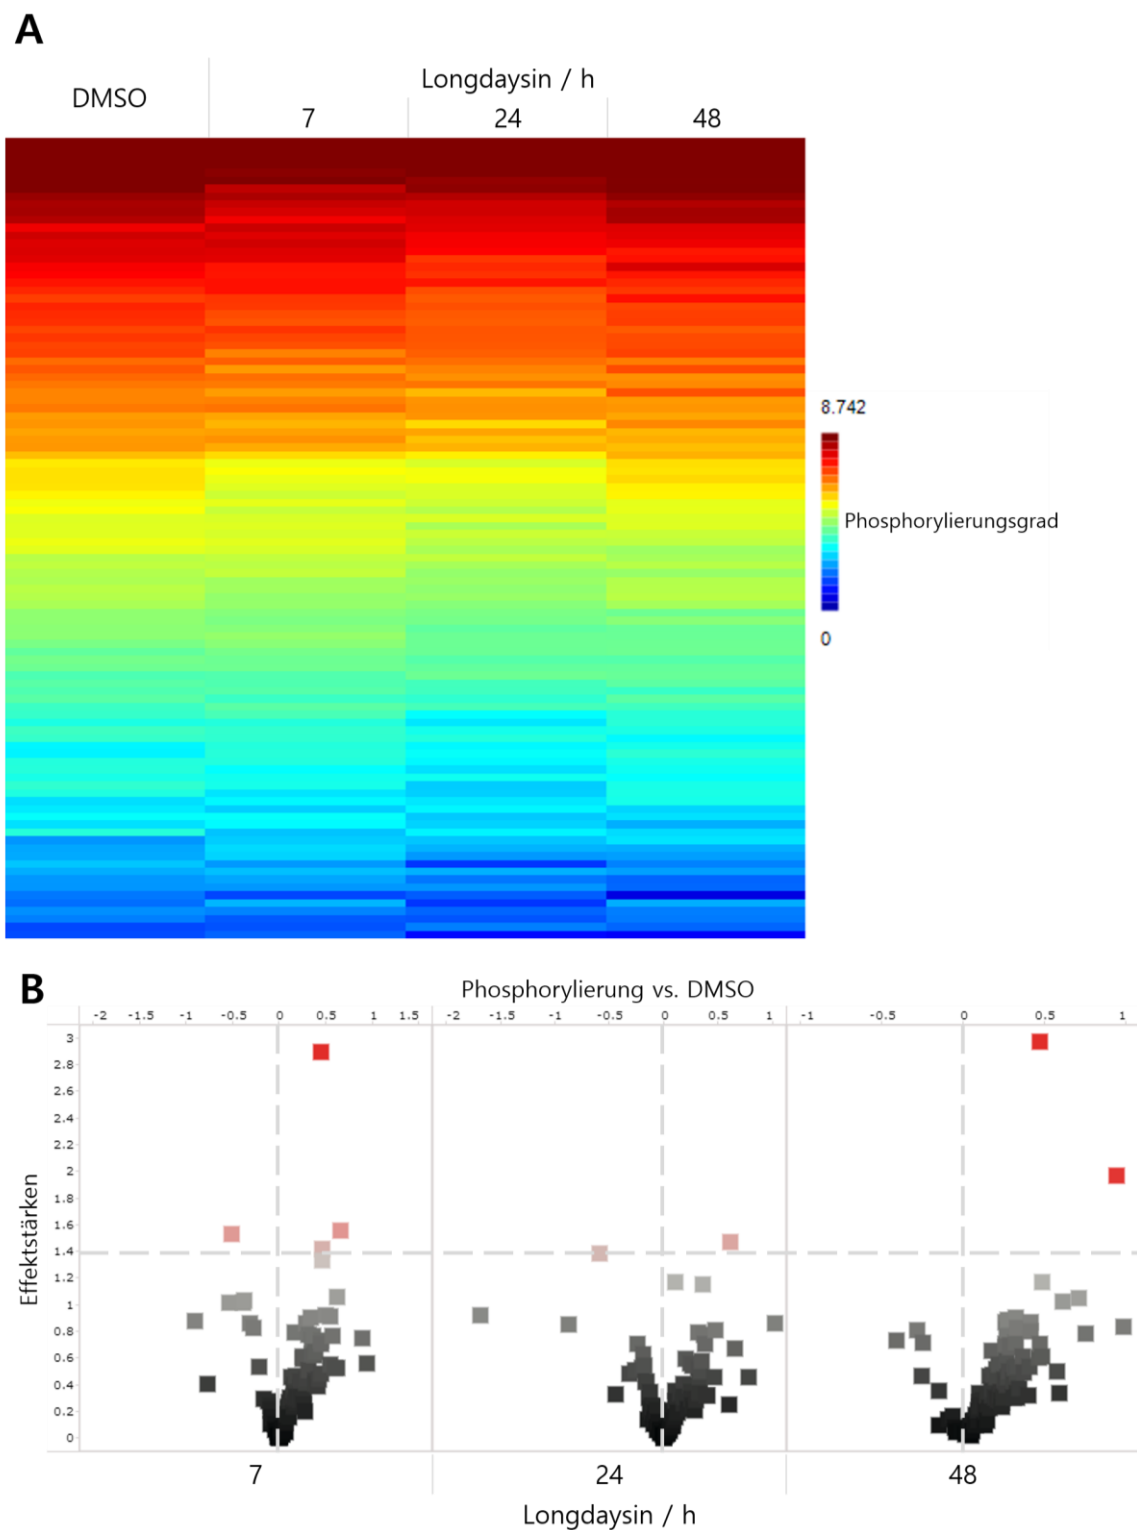 A
DMSO
Longdaysin / h
7 24 48
8.742
Phosphorylierungsgrad
0
B
Phosphorylierung vs. DMSO
-2 -1.5 -1 -0.5 0 0.5 1 1.5 -2 -1.5 -1 -0.5 0 0.5 1 -1 -0.5 0 0.5 1
3
2.8
2.6
2.4
2.2
2
1.8
1.6
1.4
1.2
1
0.8
0.6
0.4
0.2
0
Effektstärken
7 24 48
Longdaysin / h